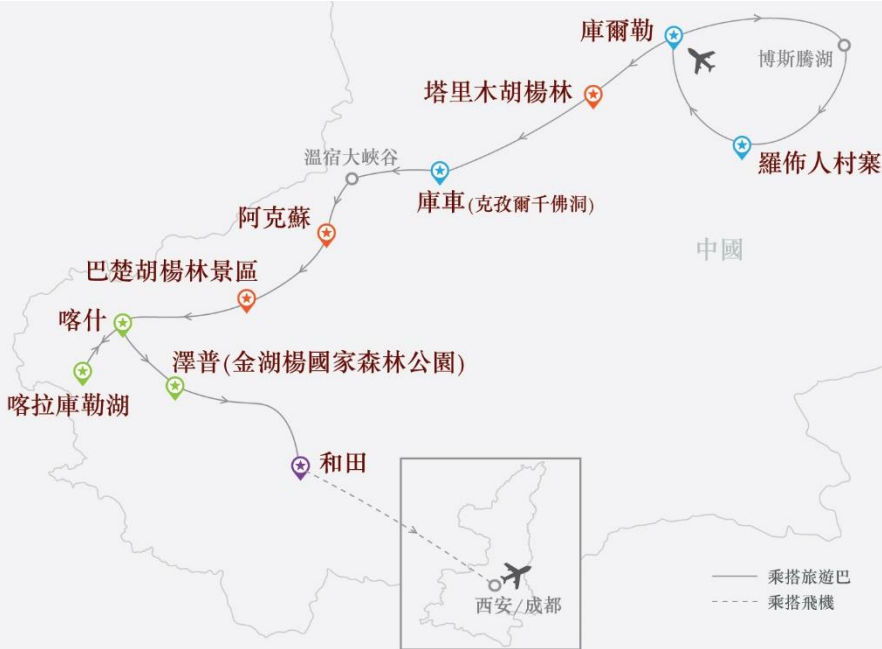 庫爾勒
博斯騰湖
塔里木胡楊林
羅佈人村寨
溫宿大峽谷
庫車(克孜爾千佛洞)
阿克蘇
中國
巴楚胡楊林景區
喀什
澤普(金湖楊國家森林公園)
喀拉庫勒湖
和田
西安/成都
乘搭旅遊巴
乘搭飛機